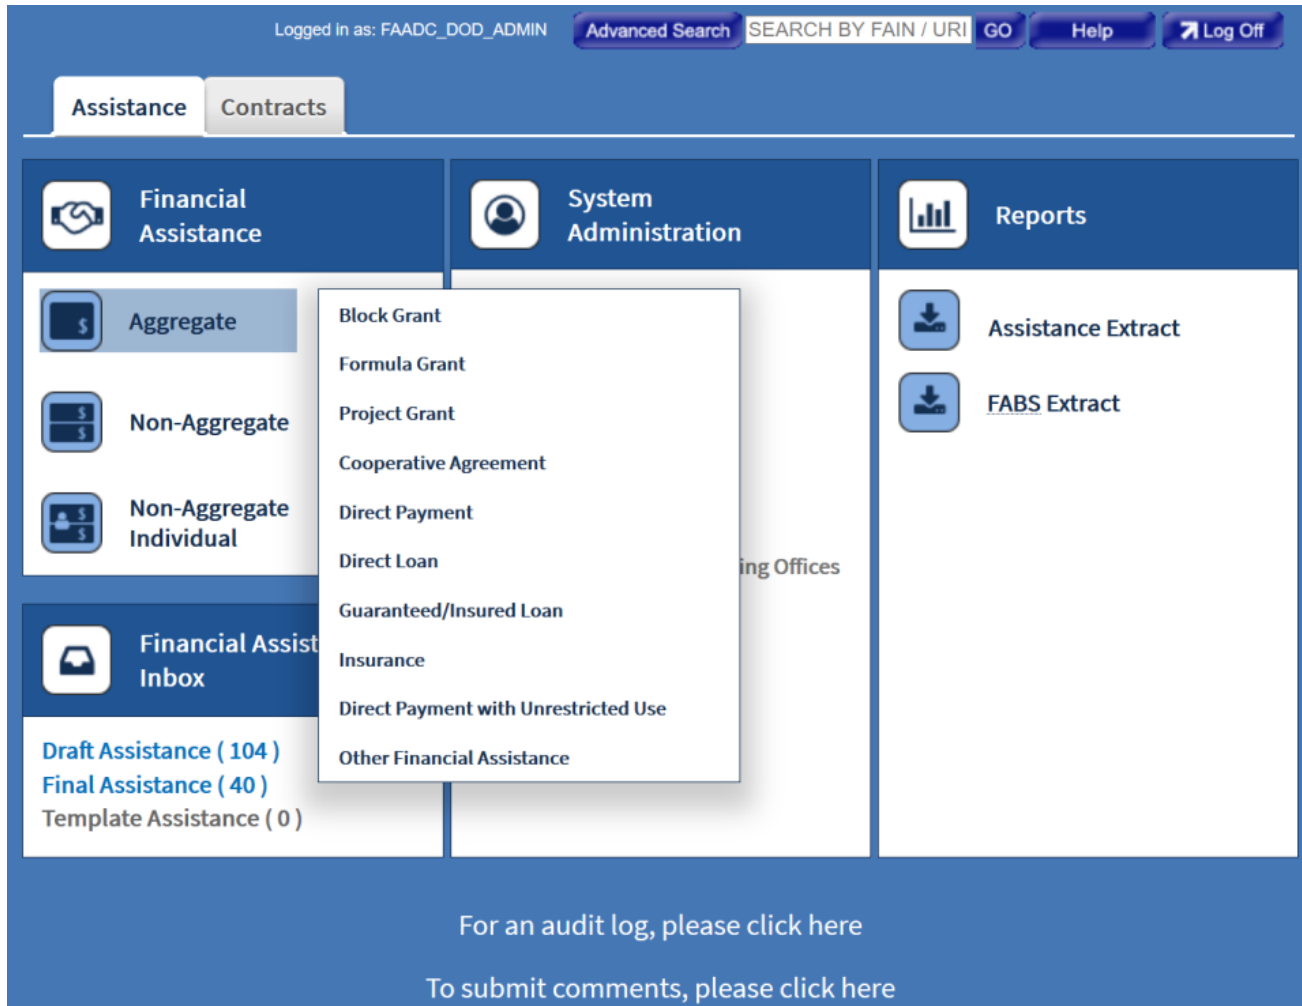 Logged in as: FAADC_DOD_ADMIN
Advanced Search
SEARCH BY FAIN / URI
GO
Help
Log Off
Assistance
Contracts
Financial
Assistance
Aggregate
Non-Aggregate
Non-Aggregate
Individual
Block Grant
Formula Grant
Project Grant
Cooperative Agreement
Direct Payment
Direct Loan
Guaranteed/Insured Loan
Insurance
Direct Payment with Unrestricted Use
Other Financial Assistance
System
Administration
ing Offices
Reports
Assistance Extract
FABS Extract
Financial Assist
Inbox
Draft Assistance ( 104 )
Final Assistance ( 40 )
Template Assistance ( 0 )
For an audit log, please click here
To submit comments, please click here